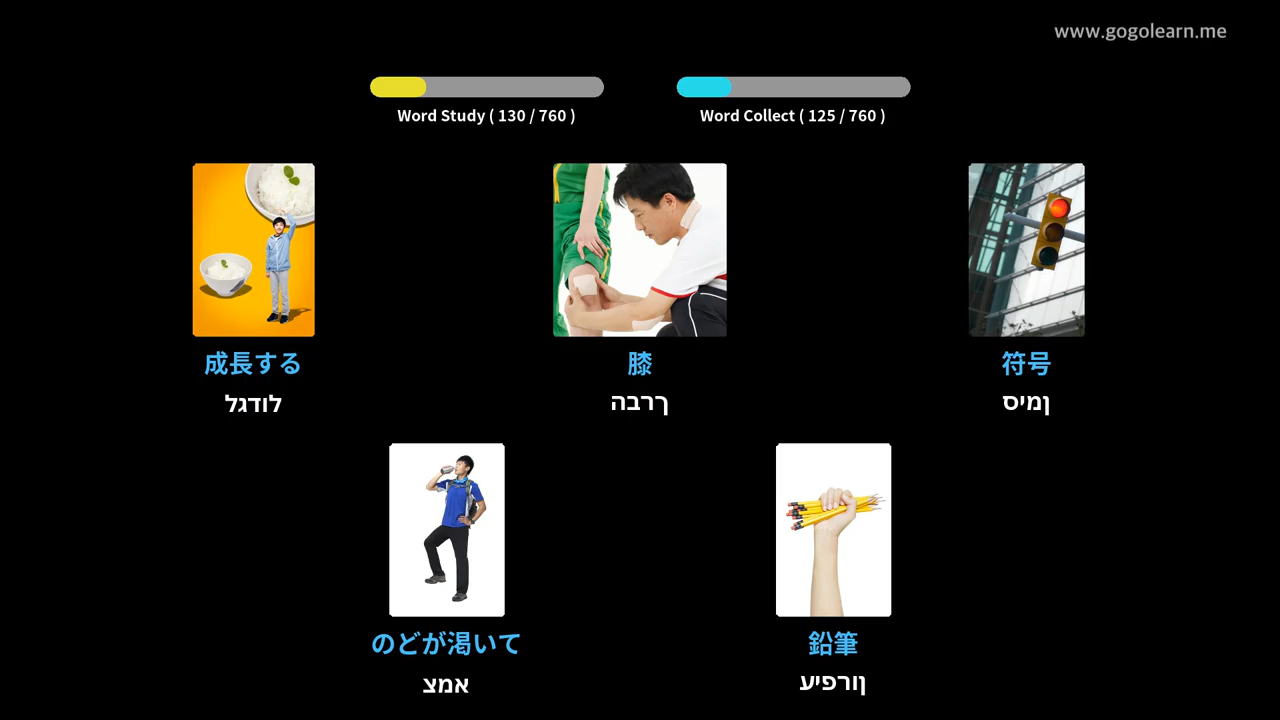 www.gogolearn.me
Word Study ( 130 / 760 )
Word Collect ( 125 / 760 )
成長する
לודגל
膝
ךרבה
符号
ןמיס
のどが渇いて
אמצ
鉛筆
ןורפיע